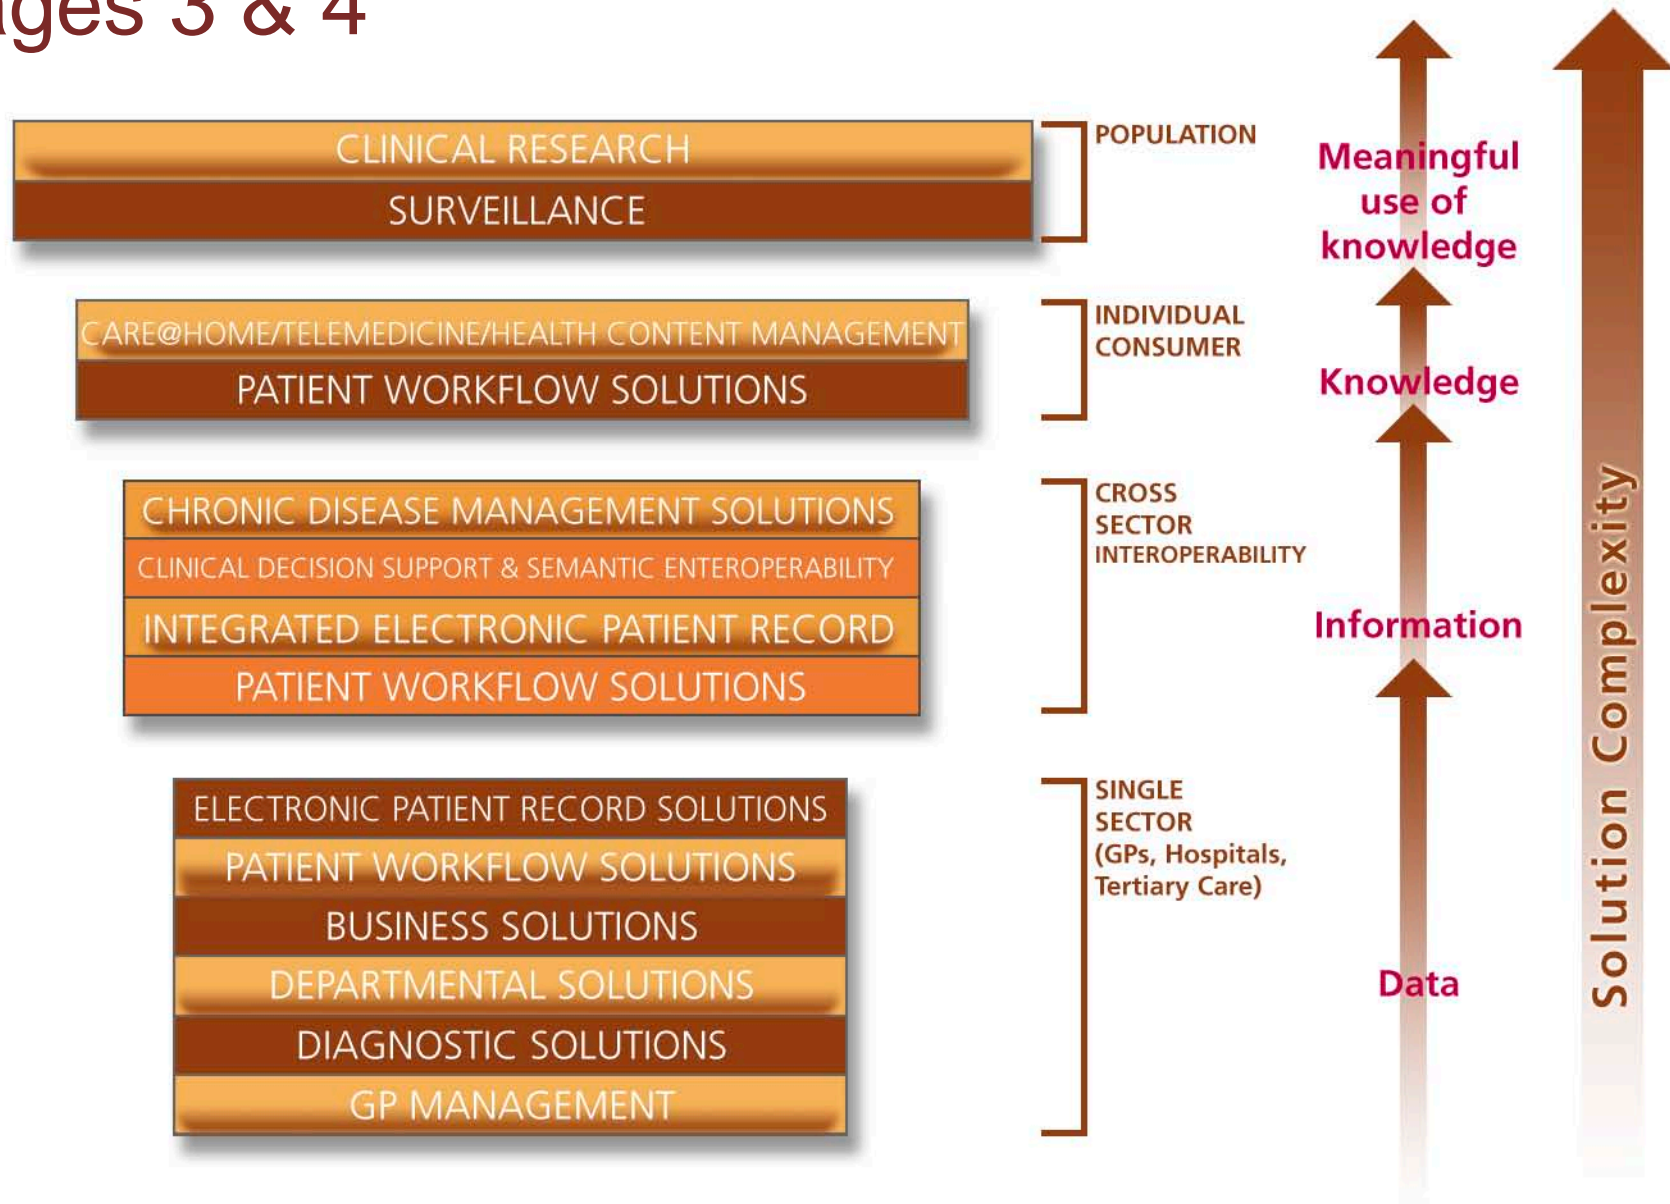 ages 3 & 4
CLINICAL RESEARCH
SURVEILLANCE
POPULATION
CARE@HOME/TELEMEDICINE/HEALTH CONTENT MANAGEMENT
PATIENT WORKFLOW SOLUTIONS
INDIVIDUAL
CONSUMER
CHRONIC DISEASE MANAGEMENT SOLUTIONS
CLINICAL DECISION SUPPORT & SEMANTIC ENTEROPERABILITY
INTEGRATED ELECTRONIC PATIENT RECORD
PATIENT WORKFLOW SOLUTIONS
CROSS
SECTOR
INTEROPERABILITY
ELECTRONIC PATIENT RECORD SOLUTIONS
PATIENT WORKFLOW SOLUTIONS
BUSINESS SOLUTIONS
DEPARTMENTAL SOLUTIONS
DIAGNOSTIC SOLUTIONS
GP MANAGEMENT
SINGLE
SECTOR
(GPs, Hospitals,
Tertiary Care)
Meaningful
use of
knowledge
Knowledge
Information
Data
Solution Complexity